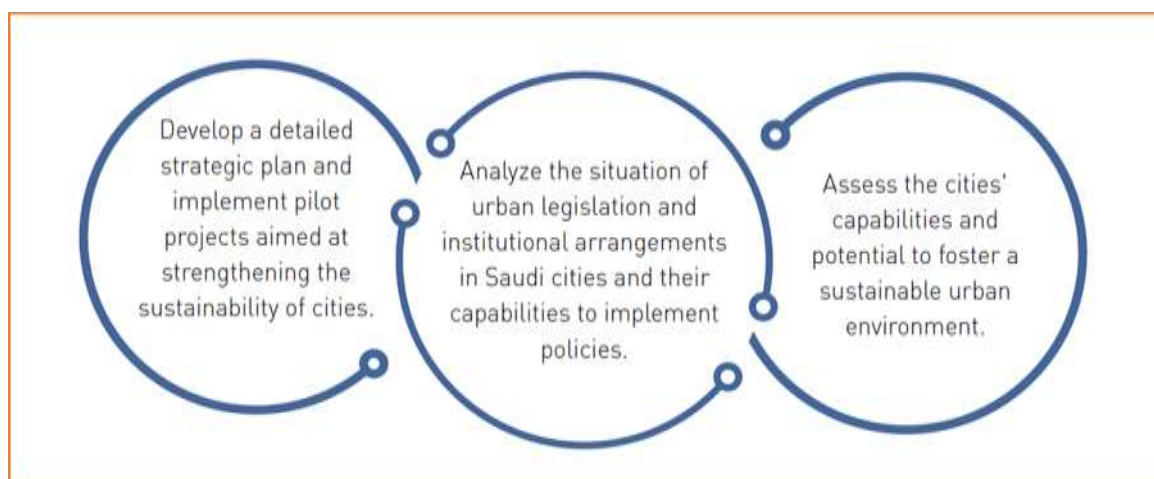 Develop a detailed
strategic plan and
implement pilot
projects aimed at
strengthening the
sustainability of cities.
Analyze the situation of
urban legislation and
institutional arrangements
in Saudi cities and their
capabilities to implement
policies.
Assess the cities'
capabilities and
potential to foster a
sustainable urban
environment.